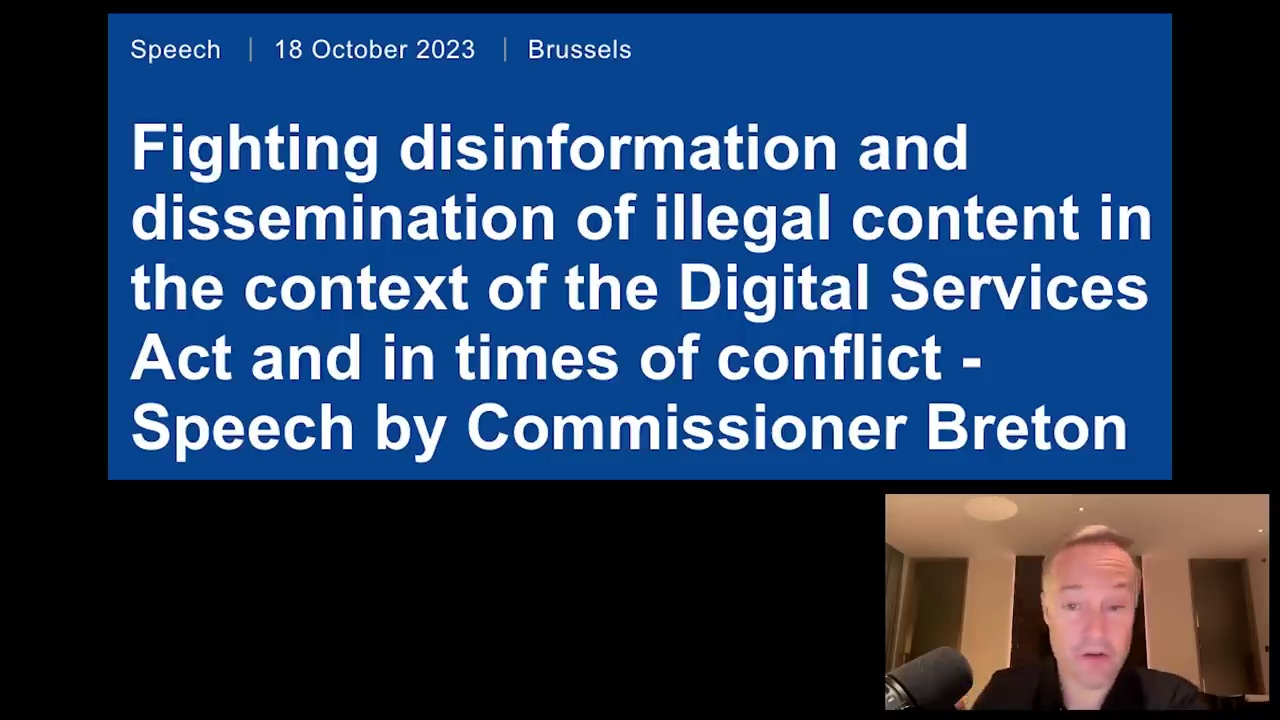 Speech | 18 October 2023 | Brussels
Fighting disinformation and
dissemination of illegal content in
the context of the Digital Services
Act and in times of conflict -
Speech by Commissioner Breton